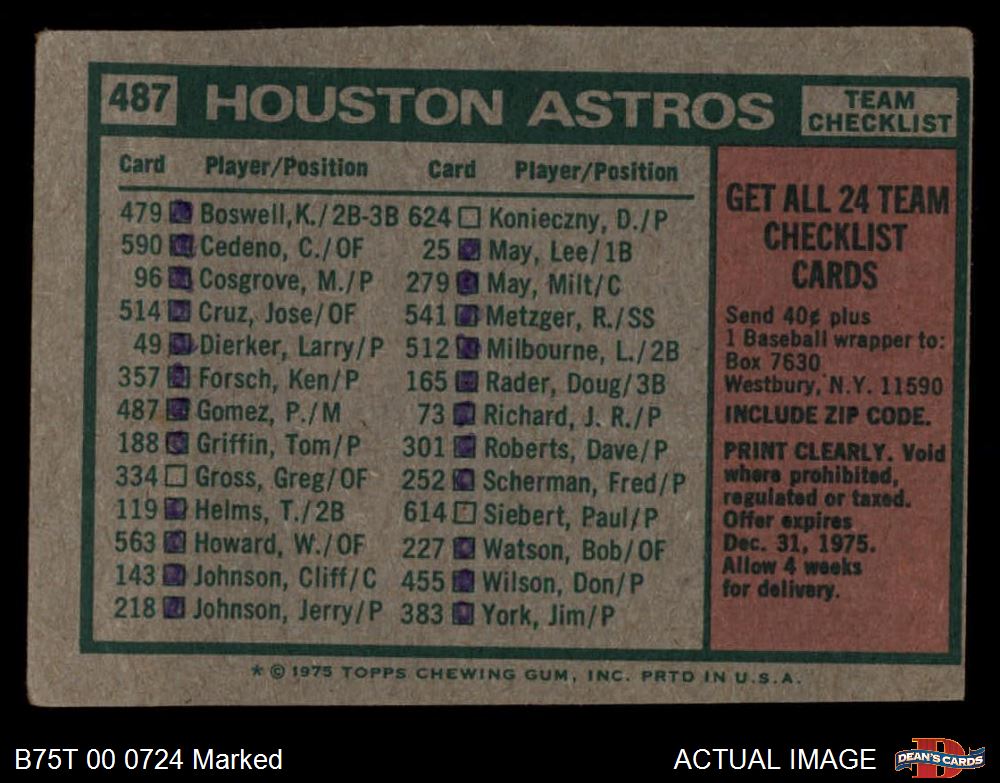 487 HOUSTON ASTROS TEAM CHECKLIST
Card Player/Position
479 Boswell,K./2B-3B
590 Cedeno, C./OF
96 Cosgrove, M./P
514 Cruz, Jose/OF
49 Dierker, Larry/P
357 Forsch, Ken/P
487 Gomez, P./M
188 Griffin, Tom/P
334 Gross, Greg/OF
119 Helms, T./2B
563 Howard, W./OF
143 Johnson, Cliff/C
218 Johnson, Jerry/P
Card Player/Position
624 Konieczny, D./P
25 May, Lee/1B
279 May, Milt/C
541 Metzger, R./SS
512 Milbourne, L./2B
165 Rader, Doug/3B
73 Richard, J. R./P
301 Roberts, Dave/P
252 Scherman, Fred/P
614 Siebert, Paul/P
227 Watson, Bob/OF
455 Wilson, Don/P
383 York, Jim/P
GET ALL 24 TEAM
CHECKLIST
CARDS
Send 40¢ plus
1 Baseball wrapper to:
Box 7630
Westbury, N.Y. 11590
INCLUDE ZIP CODE.
PRINT CLEARLY. Void
where prohibited,
regulated or taxed.
Offer expires
Dec. 31, 1975.
Allow 4 weeks
for delivery.
* © 1975 TOPPS CHEWING GUM, INC. PRTD IN U.S.A.
B75T 00 0724 Marked
ACTUAL IMAGE
DEAN'S CARDS